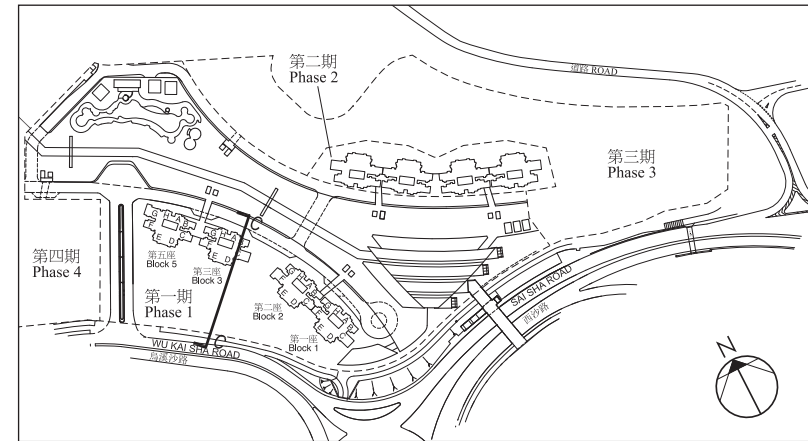 第二期
Phase 2
道路 ROAD
第三期
Phase 3
第四期
Phase 4
第一期
Phase 1
第五座
Block 5
第三座
Block 3
第二座
Block 2
第一座
Block 1
C
C
WU KAI SHA ROAD
烏溪沙路
SAI SHA ROAD
西沙路
N